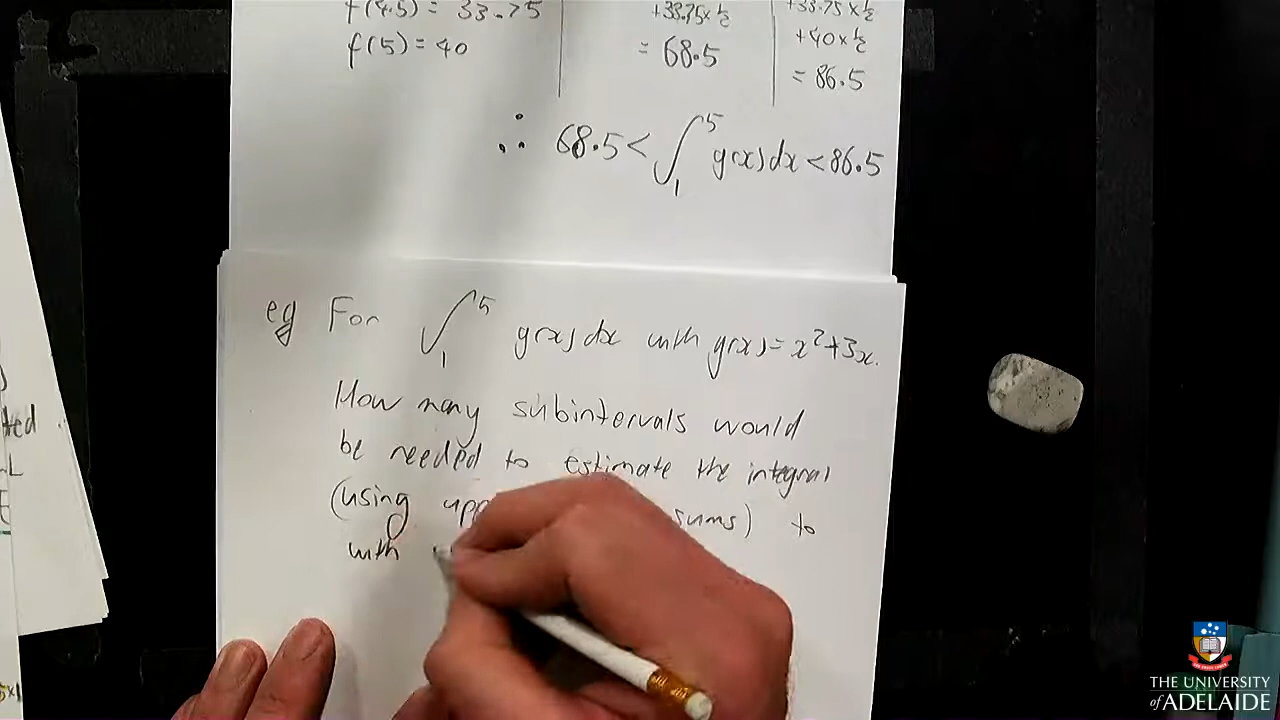 f(4.5) = 33.75
f(5) = 40
+33.75×½
= 68.5
+33.75×½
+40×½
= 86.5
∴ 68.5 < ∫₁⁵ g(x)dx < 86.5
eg For ∫₁⁵ g(x)dx with g(x) = x²+3x.
How many subintervals would
be needed to estimate the integral
(using upp sums) to
with
THE UNIVERSITY
of ADELAIDE